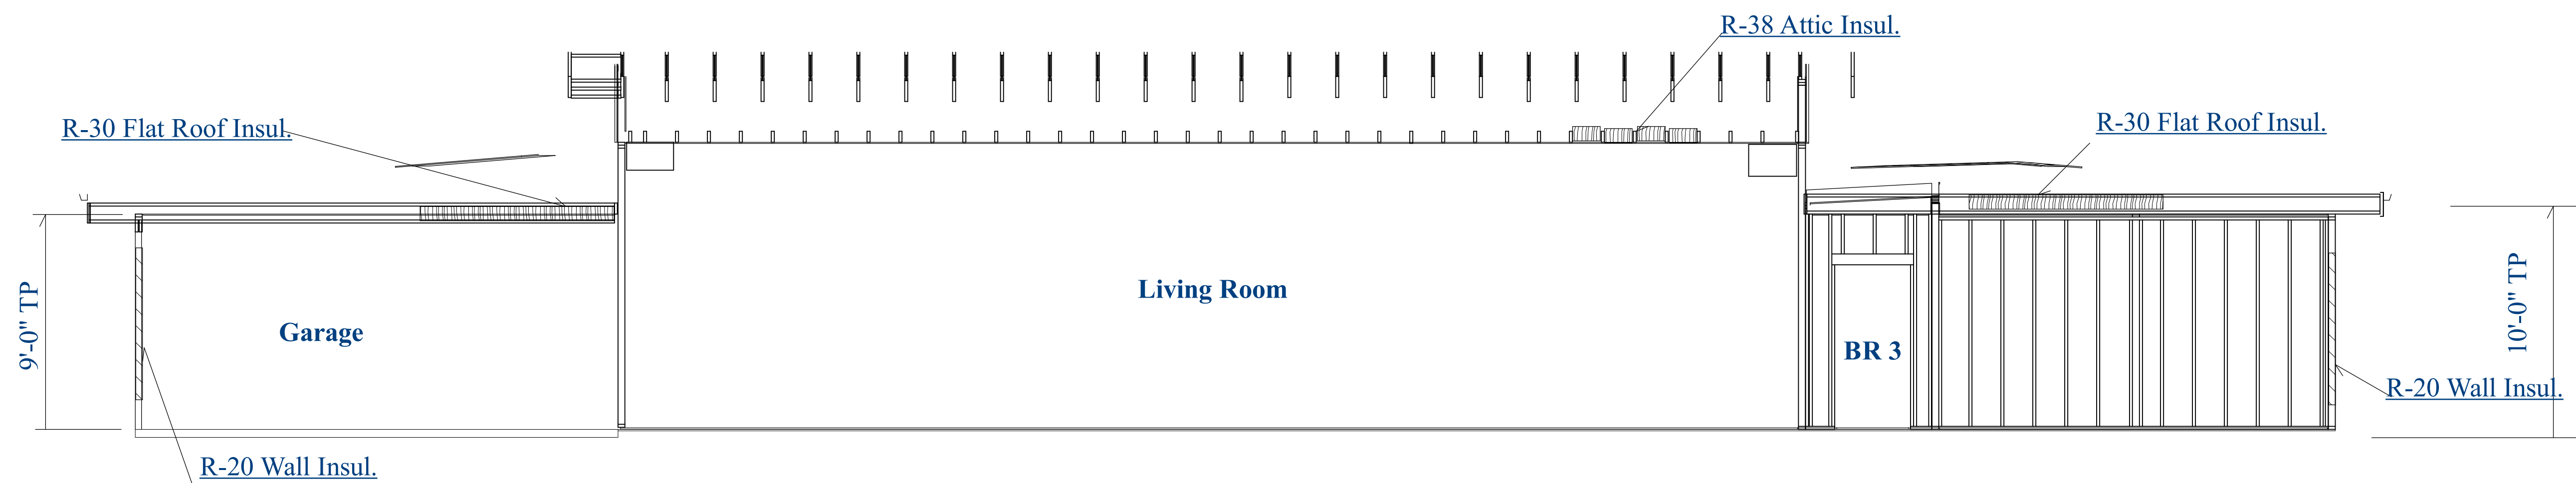 R-38 Attic Insul.
R-30 Flat Roof Insul.
R-30 Flat Roof Insul.
9'-0" TP
Garage
Living Room
BR 3
10'-0" TP
R-20 Wall Insul.
R-20 Wall Insul.